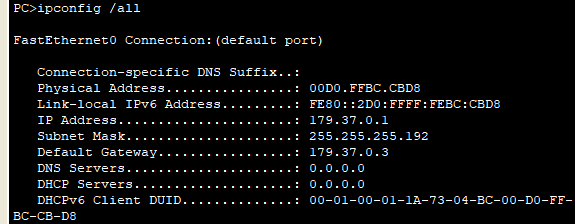 PC>ipconfig /all
FastEthernet0 Connection:(default port)
Connection-specific DNS Suffix..:
Physical Address................: 00D0.FFBC.CBD8
Link-local IPv6 Address.........: FE80::2D0:FFFF:FEBC:CBD8
IP Address......................: 179.37.0.1
Subnet Mask.....................: 255.255.255.192
Default Gateway.................: 179.37.0.3
DNS Servers.....................: 0.0.0.0
DHCP Servers....................: 0.0.0.0
DHCPv6 Client DUID..............: 00-01-00-01-1A-73-04-BC-00-D0-FF-
BC-CB-D8